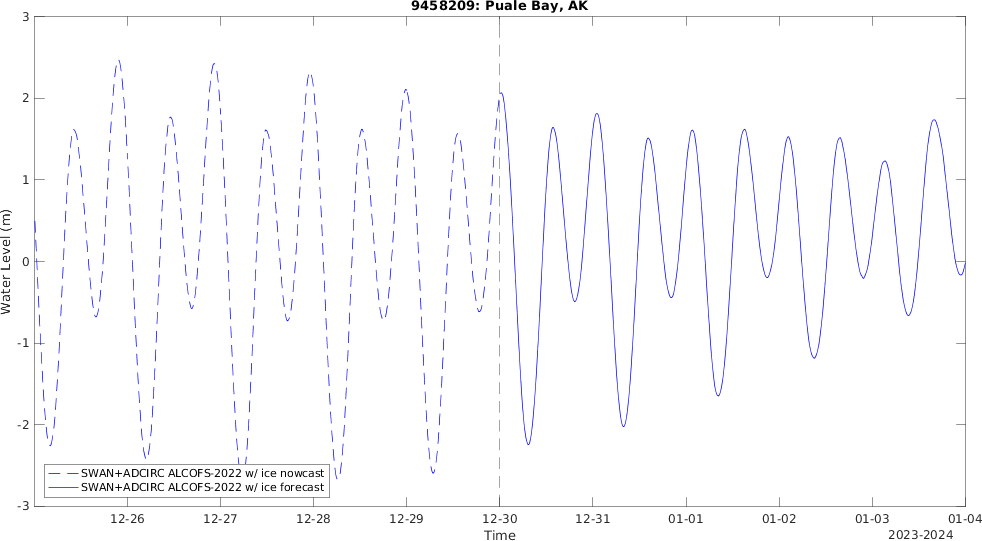 9458209: Puale Bay, AK
3
2
1
0
-1
-2
-3
Water Level (m)
SWAN+ADCIRC ALCOFS-2022 w/ ice nowcast
SWAN+ADCIRC ALCOFS-2022 w/ ice forecast
12-26 12-27 12-28 12-29 12-30 12-31 01-01 01-02 01-03 01-04
Time
2023-2024